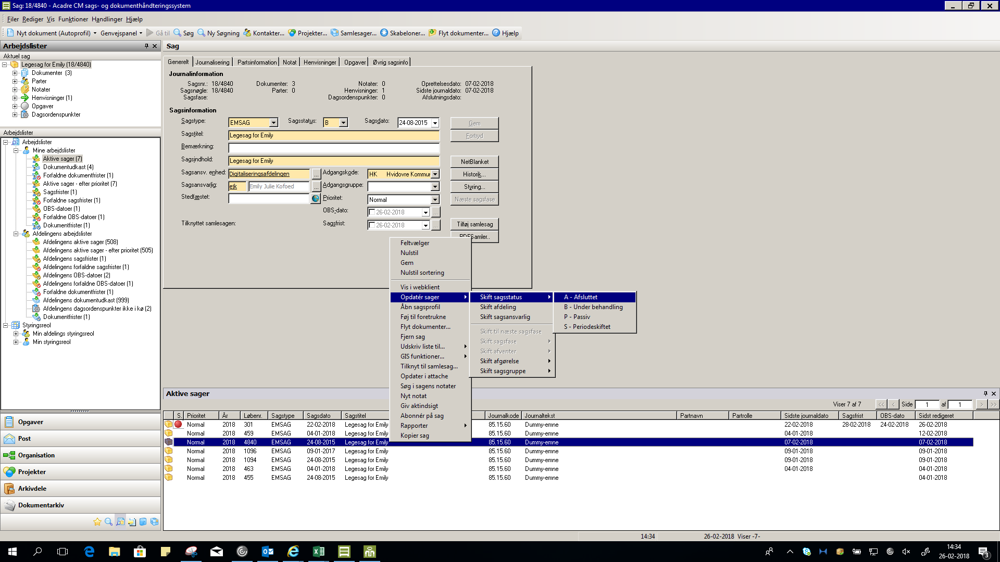 Sag: 18/4840 - Acadre CM sags- og dokumenthåndteringssystem
Filer Rediger Vis Funktioner Handlinger Hjælp
Nyt dokument (Autoprofil) Genvejspanel Gå til Søg Ny Søgning Kontakter... Projekter... Samlesager... Skabeloner... Flyt dokumenter... Hjælp
Arbejdslister
Aktuel sag
Legesag for Emily (18/4840)
Dokumenter (3)
Parter
Notater
Henvisninger (1)
Opgaver
Dagsordenspunkter
Arbejdslister
Arbejdslister
Mine arbejdslister
Aktive sager (7)
Dokumentudkast (4)
Forfaldne dokumentfrister (1)
Aktive sager - efter prioritet (7)
Sagsfrister (1)
Forfaldne sagsfrister (1)
OBS-datoer (1)
Forfaldne OBS-datoer (1)
Dokumentfrister (1)
Afdelingens arbejdslister
Afdelingens aktive sager (508)
Afdelingens aktive sager - efter prioritet (505)
Afdelingens sagsfrister (1)
Afdelingens forfaldne sagsfrister (1)
Afdelingens OBS-datoer (2)
Afdelingens forfaldne OBS-datoer (1)
Forfaldne dokumentfrister (1)
Afdelingens dokumentudkast (999)
Afdelingens dagsordenspunkter ikke i kø (2)
Dokumentfrister (1)
Styringsreol
Min afdelings styringsreol
Min styringsreol
Opgaver
Post
Organisation
Projekter
Arkivdele
Dokumentarkiv
Sag
Generelt Journalisering Partsinformation Notat Henvisninger Opgaver Øvrig sagsinfo
Journalinformation
Sagsnr.: 18/4840 Dokumenter: 3 Notater: 0 Oprettelsesdato: 07-02-2018
Sagsnøgle: 18/4840 Parter: 0 Henvisninger: 1 Sidste journaldato: 07-02-2018
Sagsfase: Dagsordenspunkter: 0 Afslutningsdato:
Sagsinformation
Sagstype: EMSAG Sagsstatus: B Sagsdato: 24-08-2015 Gem
Sagstitel: Legesag for Emily Fortryd
Bemærkning:
Sagsindhold: Legesag for Emily NetBlanket
Sagsansv. enhed: Digitaliseringsafdelingen ... Adgangskode: HK Hvidovre Kommur Historik...
Sagsansvarlig: ejk Emily Julie Kofoed ... Adgangsgruppe: Styring...
Stedfæstet: Prioritet: Normal Næste sagsfase
OBS-dato: 26-02-2018 ...
Tilknyttet samlesagen: Sagsfrist: 26-02-2018 ... Tilføj samlesag
PDFSamler..
Feltvælger
Nulstil
Gem
Nulstil sortering
Vis i webklient
Opdatér sager
Åbn sagsprofil
Føj til foretrukne
Flyt dokumenter...
Fjern sag
Udskriv liste til...
GIS funktioner...
Tilknyt til samlesag...
Opdater i attache
Søg i sagens notater
Nyt notat
Giv aktindsigt
Abonnér på sag
Rapporter
Kopier sag
Skift sagsstatus
Skift afdeling
Skift sagsansvarlig
Skift til næste sagsfase
Skift sagsfase
Skift afventer
Skift afgørelse
Skift sagsgruppe
A - Afsluttet
B - Under behandling
P - Passiv
S - Periodeskiftet
Aktive sager
Viser 7 af 7 << < Side 1 af 1 > >>
S. Prioritet År Løbenr. Sagstype Sagsdato Sagstitel Journalkode Journaltekst Partnavn Partrolle Sidste journaldato Sagsfrist OBS-dato Sidst redigeret
Normal 2018 301 EMSAG 22-02-2018 Legesag for Emily 85.15.60 Dummy-emne 22-02-2018 28-02-2018 24-02-2018 26-02-2018
Normal 2018 459 EMSAG 04-01-2018 Legesag for Emily 85.15.60 Dummy-emne 04-01-2018 12-02-2018
Normal 2018 4840 EMSAG 24-08-2015 Legesag for Emily 85.15.60 Dummy-emne 07-02-2018 07-02-2018
Normal 2018 1096 EMSAG 09-01-2017 Legesag for Emily 85.15.60 Dummy-emne 09-01-2018 09-01-2018
Normal 2018 1094 EMSAG 24-08-2015 Legesag for Emily 85.15.60 Dummy-emne 09-01-2018 09-01-2018
Normal 2018 463 EMSAG 04-01-2018 Legesag for Emily 85.15.60 Dummy-emne 04-01-2018 04-01-2018
Normal 2018 455 EMSAG 24-08-2015 Legesag for Emily 85.15.60 Dummy-emne 04-01-2018
14:34 26-02-2018 Viser -7-
14:34
26-02-2018
3